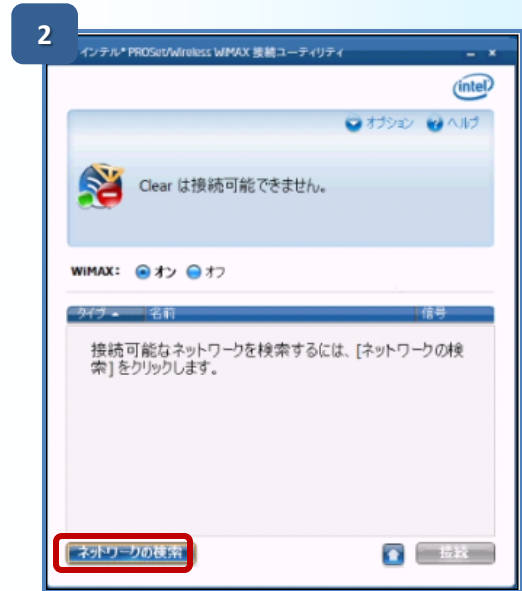 2
インテル® PROSet/Wireless WiMAX 接続ユーティリティ
intel
オプション ヘルプ
Clear は接続可能できません。
WiMAX: オン オフ
タイプ 名前 信号
接続可能なネットワークを検索するには、[ネットワークの検
索] をクリックします。
ネットワークの検索 接続